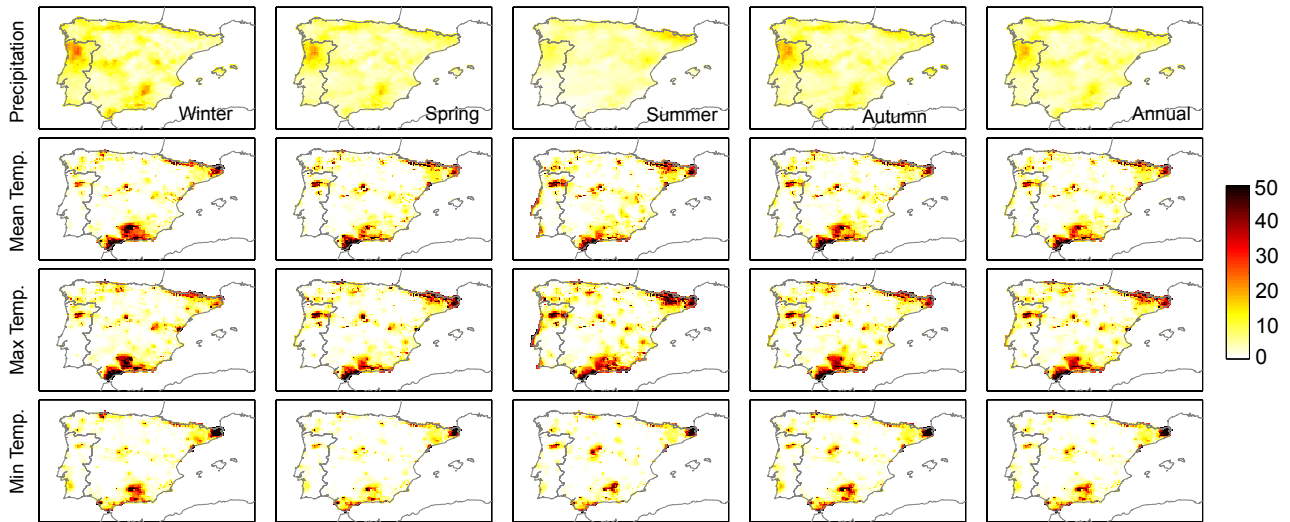 Precipitation
Winter
Spring
Summer
Autumn
Annual
Mean Temp.
Max Temp.
Min Temp.
50
40
30
20
10
0